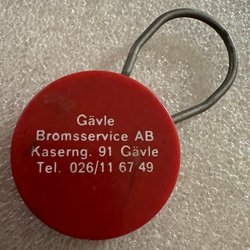 Gävle
Bromsservice AB
Kaserng. 91 Gävle
Tel. 026/11 67 49